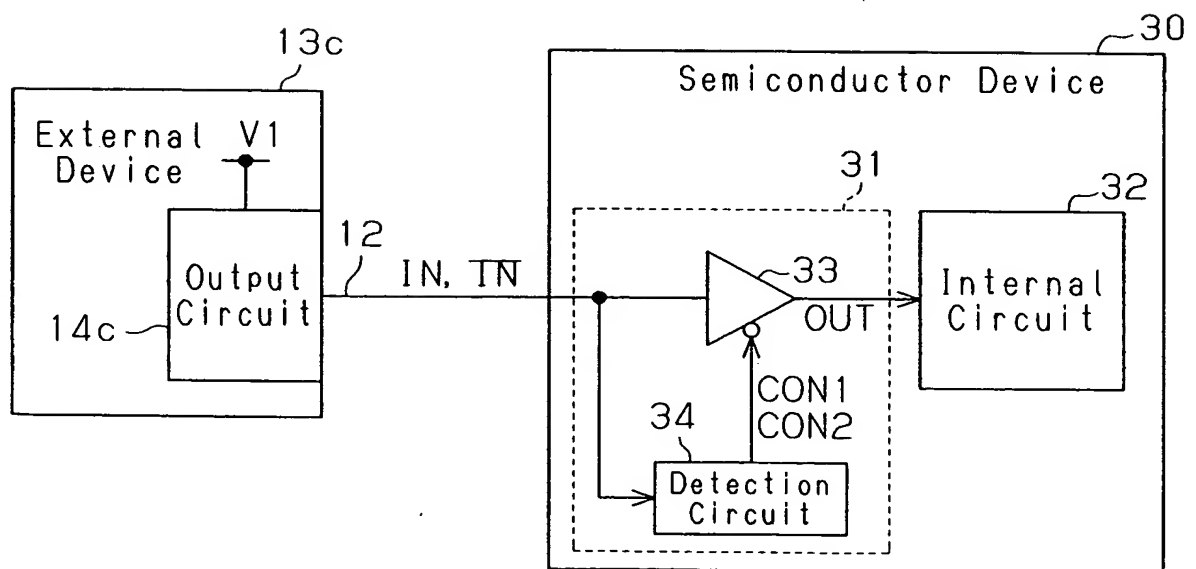 30
13c
Semiconductor Device
External V1
Device
31
32
12
33
IN, I̅N̅
Output
Circuit
Internal
Circuit
OUT
14c
CON1
CON2
34
Detection
Circuit